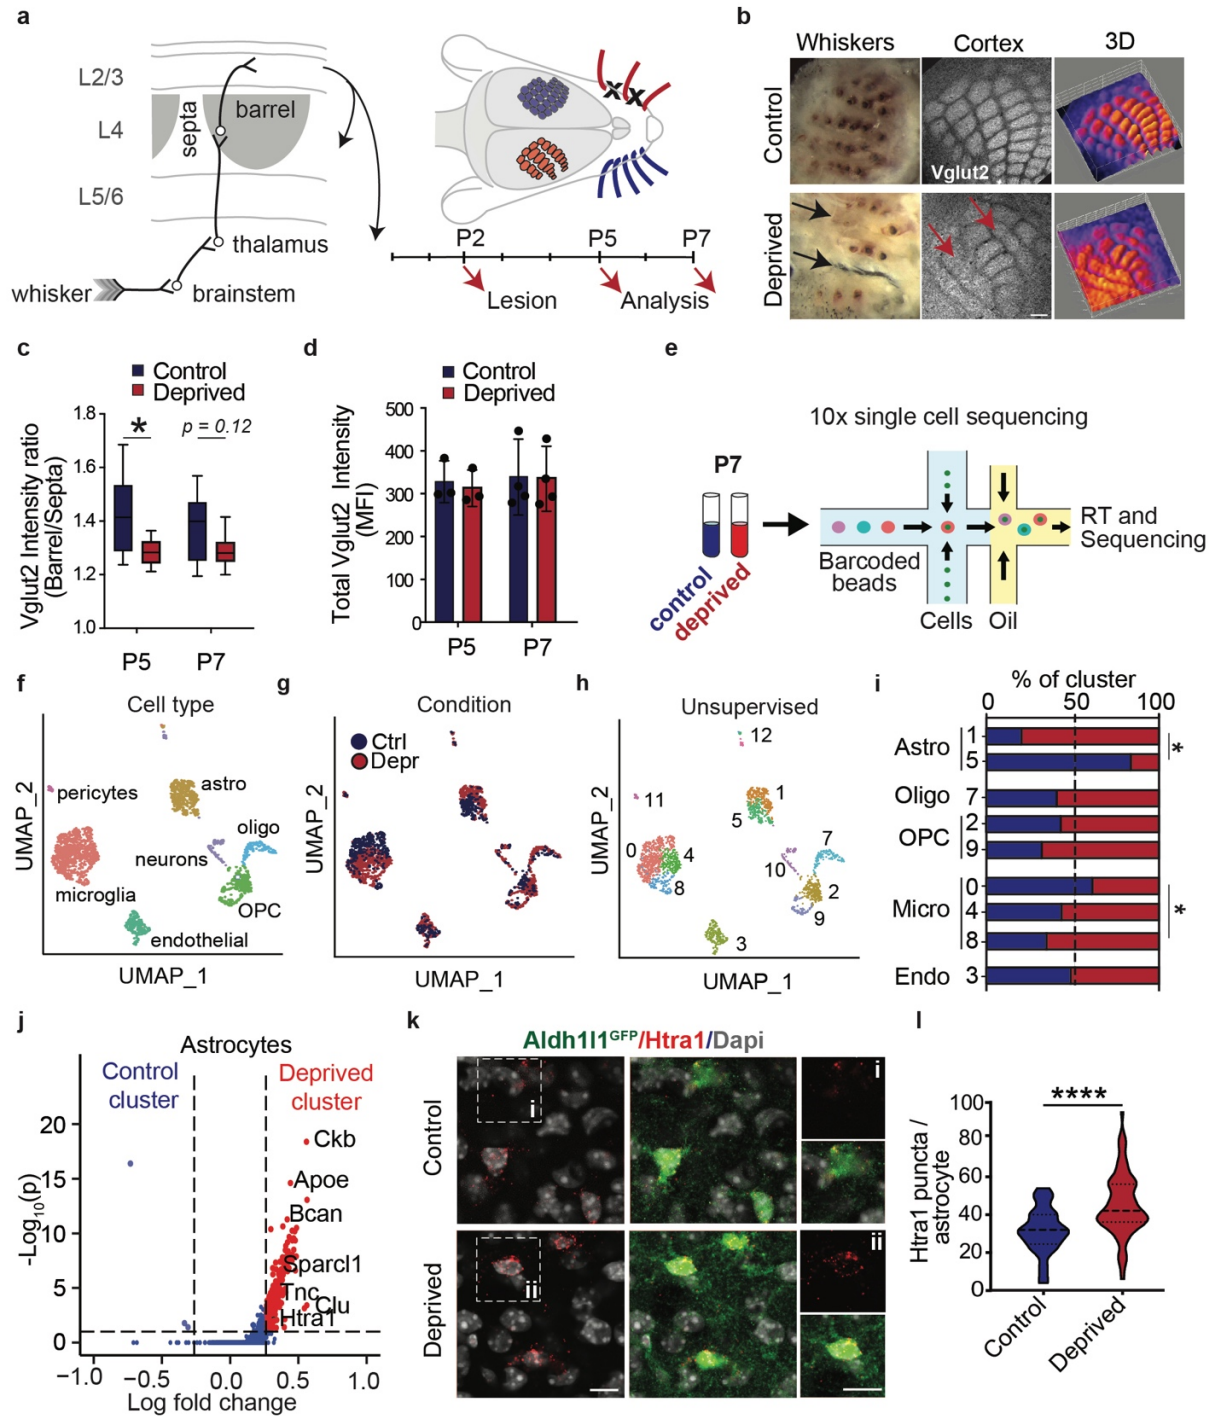 a
L2/3
L4
L5/6
septa
barrel
thalamus
brainstem
whisker
X X
P2
P5
P7
Lesion
Analysis
b
Whiskers
Cortex
3D
Control
Vglut2
Deprived
c
Control
Deprived
Vglut2 Intensity ratio
(Barrel/Septa)
1.8
1.6
1.4
1.2
1.0
*
p = 0.12
P5
P7
d
Control
Deprived
Total Vglut2 Intensity
(MFI)
500
400
300
200
100
0
P5
P7
e
10x single cell sequencing
P7
control
deprived
Barcoded
beads
Cells
Oil
RT and
Sequencing
f
Cell type
UMAP_2
pericytes
astro
oligo
neurons
microglia
OPC
endothelial
UMAP_1
g
Condition
Ctrl
Depr
UMAP_2
UMAP_1
h
Unsupervised
UMAP_2
12
11
1
5
0
4
8
7
10
2
9
3
UMAP_1
i
% of cluster
0 50 100
Astro
1
5
*
Oligo 7
OPC
2
9
Micro
0
4
8
*
Endo 3
j
Astrocytes
Control
cluster
Deprived
cluster
-Log10(p)
20
15
10
5
0
Ckb
Apoe
Bcan
Sparcl1
Tnc
Clu
Htra1
−1.0 −0.5 0.0 0.5 1.0
Log fold change
k
Aldh1l1GFP/Htra1/Dapi
Control
i
i
Deprived
ii
ii
l
Htra1 puncta /
astrocyte
100
80
60
40
20
0
****
Control
Deprived